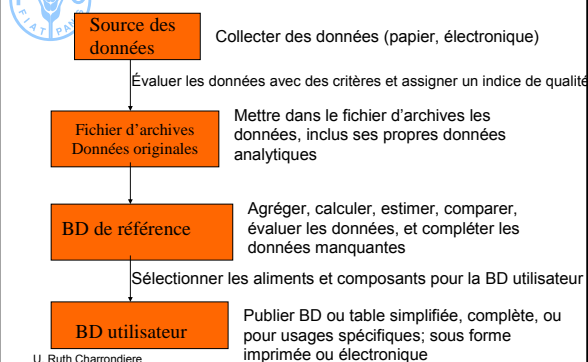 FIAT PANIS
Source des
données
Collecter des données (papier, électronique)
Évaluer les données avec des critères et assigner un indice de qualité
Fichier d'archives
Données originales
Mettre dans le fichier d'archives les
données, inclus ses propres données
analytiques
BD de référence
Agréger, calculer, estimer, comparer,
évaluer les données, et compléter les
données manquantes
Sélectionner les aliments et composants pour la BD utilisateur
BD utilisateur
Publier BD ou table simplifiée, complète, ou
pour usages spécifiques; sous forme
imprimée ou électronique
U. Ruth Charrondiere